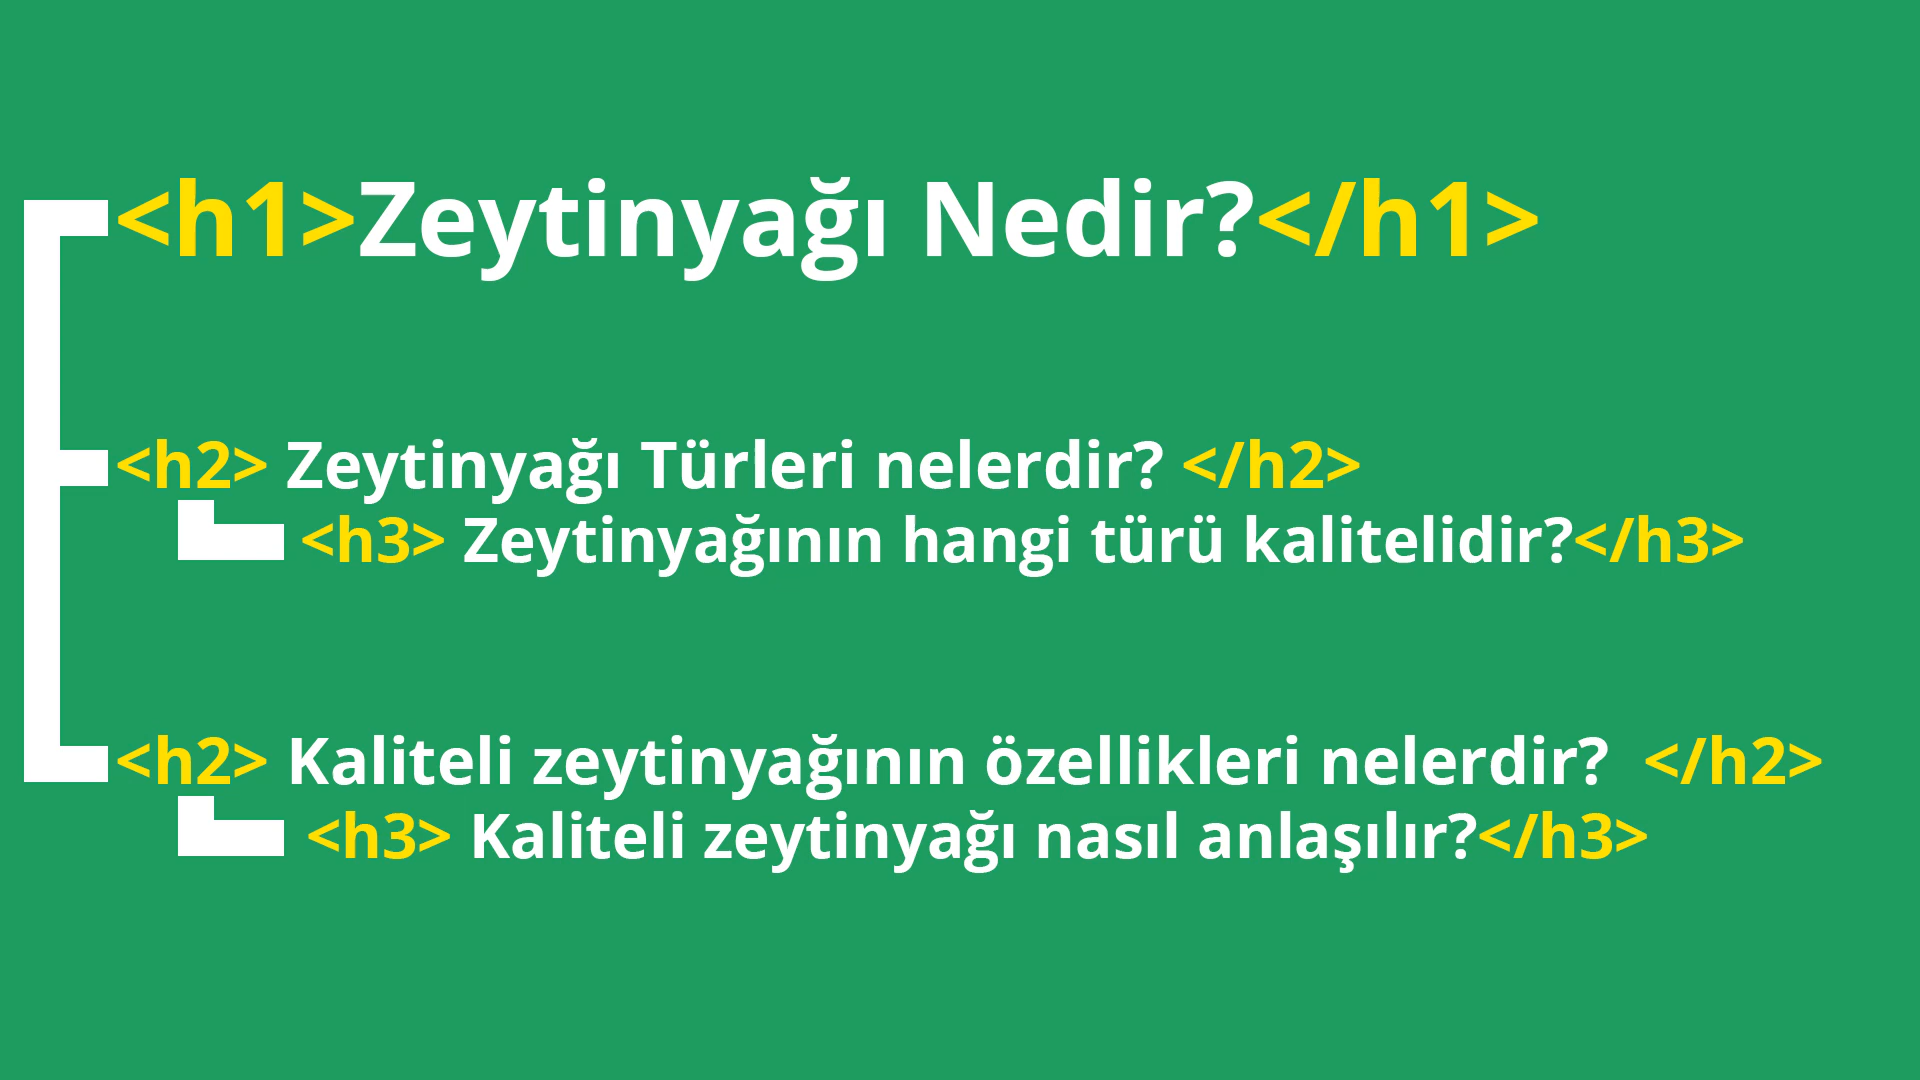 <h1>Zeytinyağı Nedir?</h1>
<h2> Zeytinyağı Türleri nelerdir? </h2>
<h3> Zeytinyağının hangi türü kalitelidir?</h3>
<h2> Kaliteli zeytinyağının özellikleri nelerdir?  </h2>
<h3> Kaliteli zeytinyağı nasıl anlaşılır?</h3>